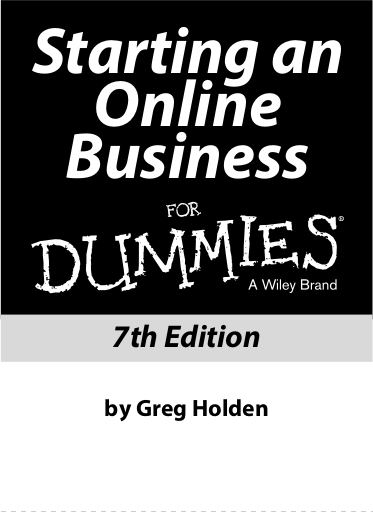 Starting an
Online
Business
FOR
DUMMIES®
A Wiley Brand
7th Edition
by Greg Holden